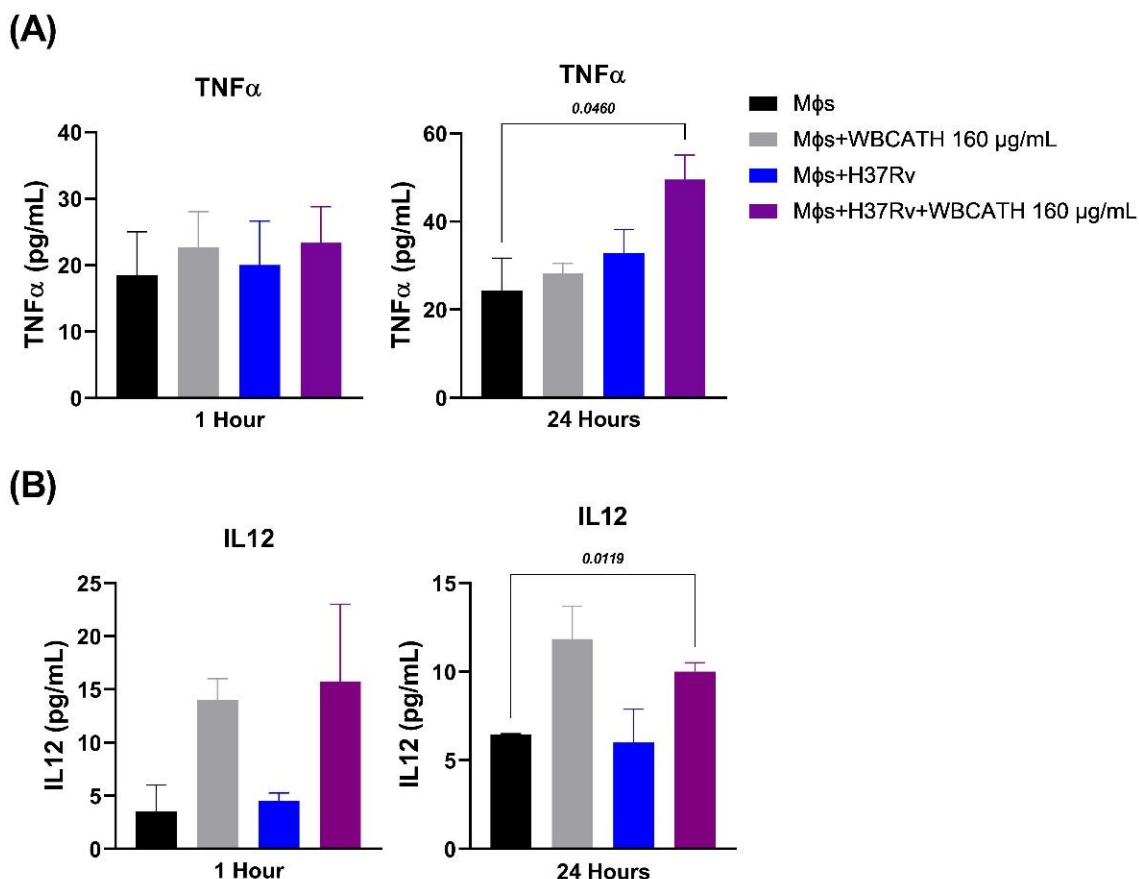 (A)
TNFα
TNFα (pg/mL)
40
30
20
10
0
1 Hour
TNFα
0.0460
TNFα (pg/mL)
60
40
20
0
24 Hours
Mϕs
Mϕs+WBCATH 160 µg/mL
Mϕs+H37Rv
Mϕs+H37Rv+WBCATH 160 µg/mL
(B)
IL12
IL12 (pg/mL)
25
20
15
10
5
0
1 Hour
IL12
0.0119
IL12 (pg/mL)
15
10
5
0
24 Hours